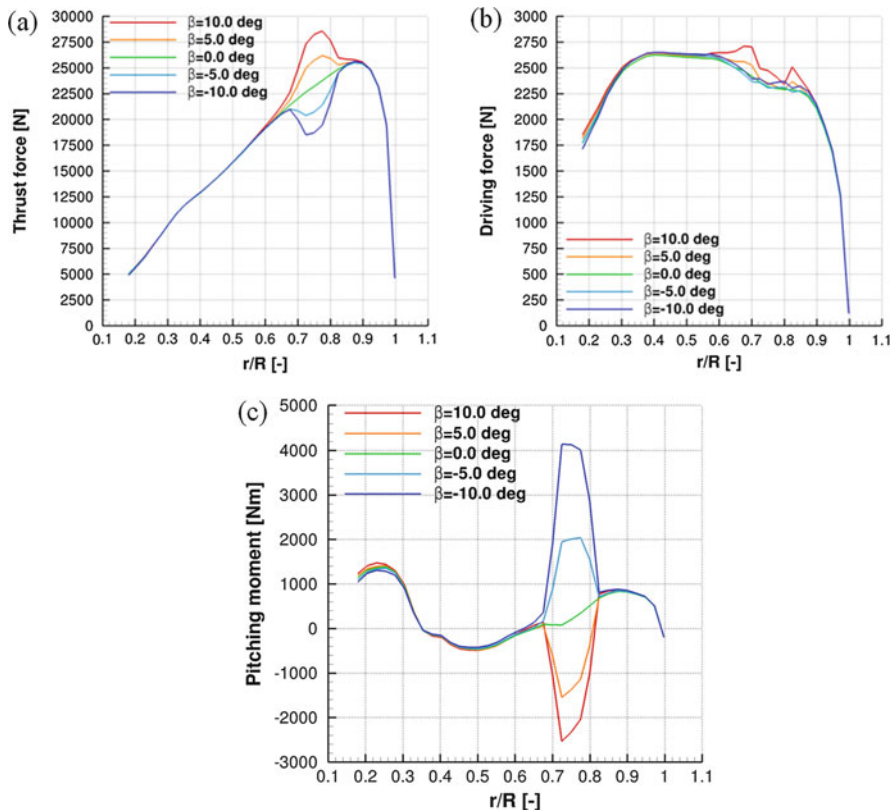 (a)
Thrust force [N]
30000
27500
25000
22500
20000
17500
15000
12500
10000
7500
5000
2500
0
β=10.0 deg
β=5.0 deg
β=0.0 deg
β=-5.0 deg
β=-10.0 deg
0.1 0.2 0.3 0.4 0.5 0.6 0.7 0.8 0.9 1 1.1
r/R [-]
(b)
Driving force [N]
3000
2750
2500
2250
2000
1750
1500
1250
1000
750
500
250
0
β=10.0 deg
β=5.0 deg
β=0.0 deg
β=-5.0 deg
β=-10.0 deg
0.1 0.2 0.3 0.4 0.5 0.6 0.7 0.8 0.9 1 1.1
r/R [-]
(c)
Pitching moment [Nm]
5000
4000
3000
2000
1000
0
-1000
-2000
-3000
β=10.0 deg
β=5.0 deg
β=0.0 deg
β=-5.0 deg
β=-10.0 deg
0.1 0.2 0.3 0.4 0.5 0.6 0.7 0.8 0.9 1 1.1
r/R [-]